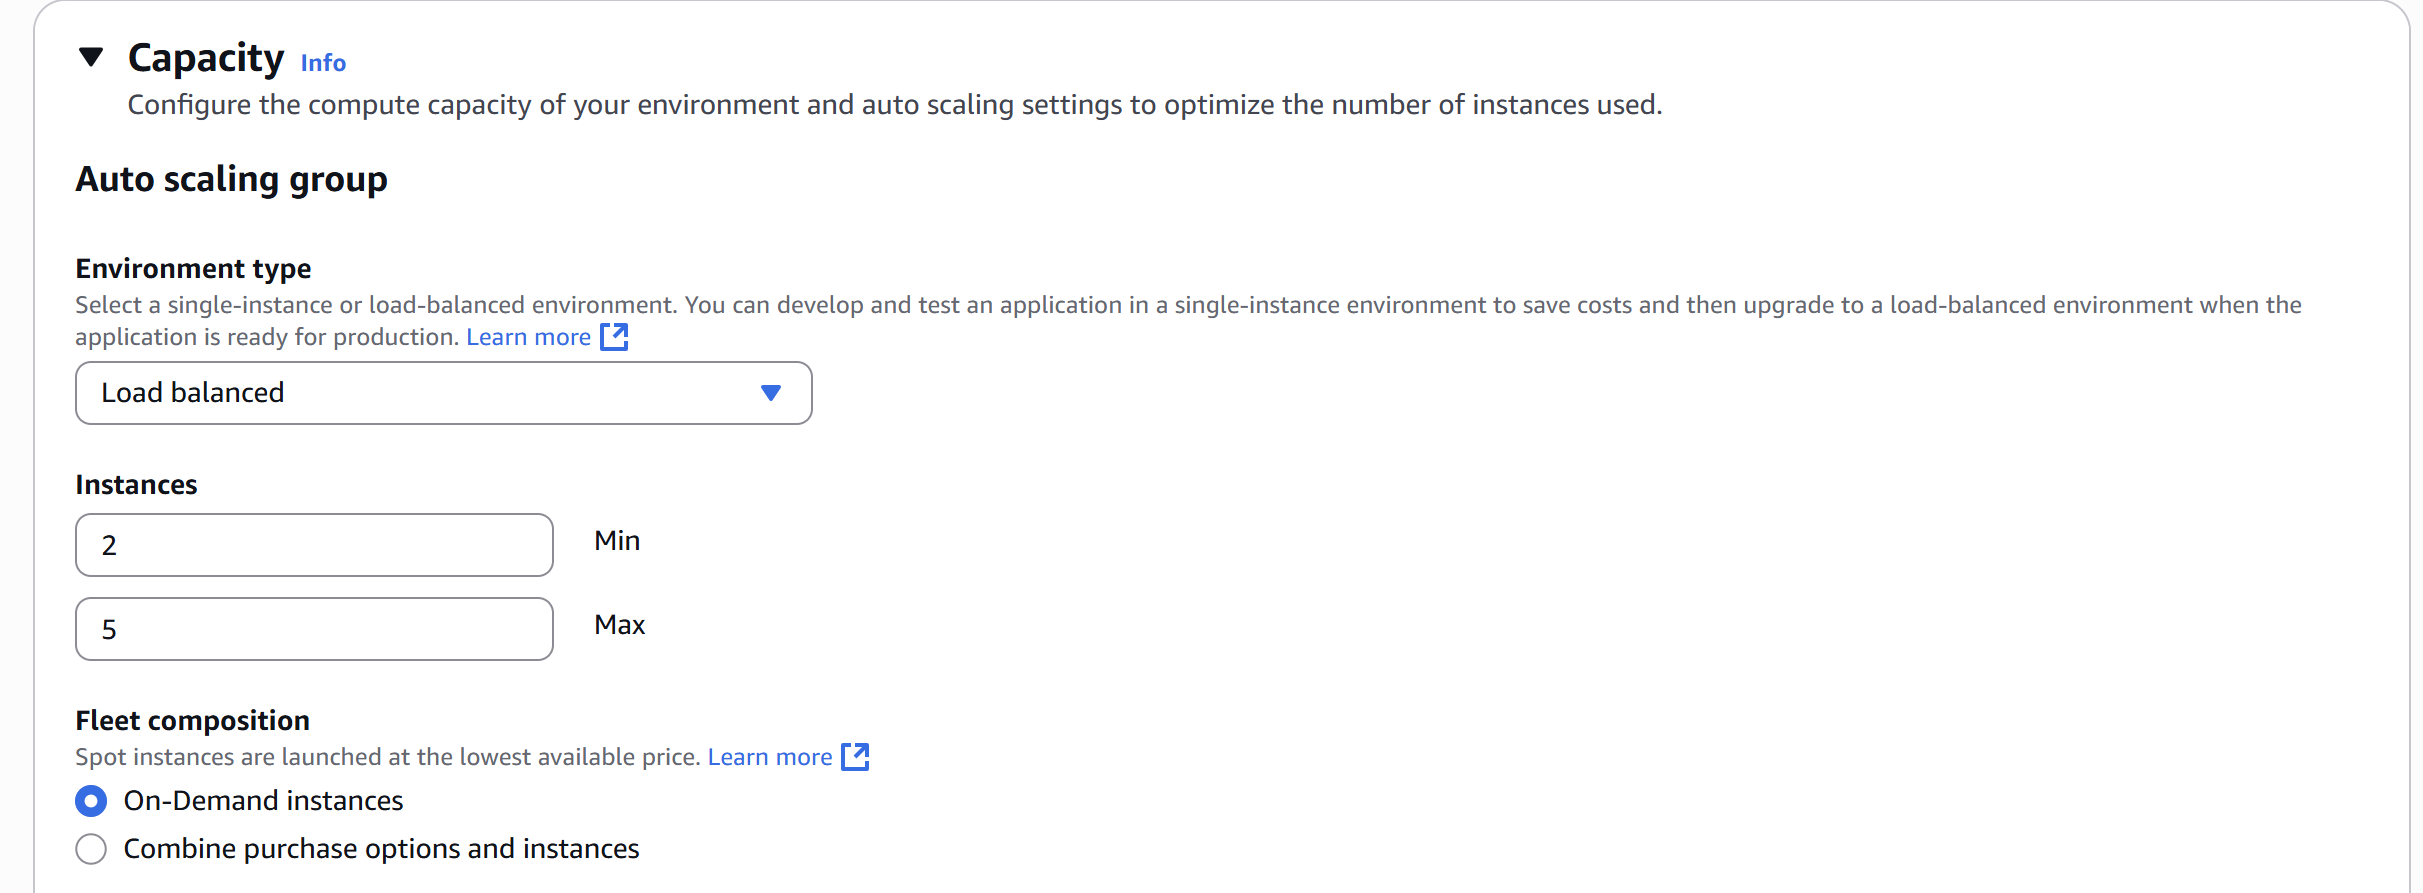 Capacity Info
Configure the compute capacity of your environment and auto scaling settings to optimize the number of instances used.
Auto scaling group
Environment type
Select a single-instance or load-balanced environment. You can develop and test an application in a single-instance environment to save costs and then upgrade to a load-balanced environment when the
application is ready for production. Learn more
Load balanced
Instances
2 Min
5 Max
Fleet composition
Spot instances are launched at the lowest available price. Learn more
On-Demand instances
Combine purchase options and instances